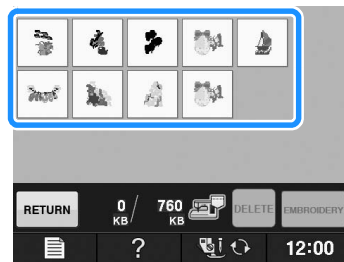 RETURN
0 KB / 760 KB
DELETE
EMBROIDERY
? 12:00